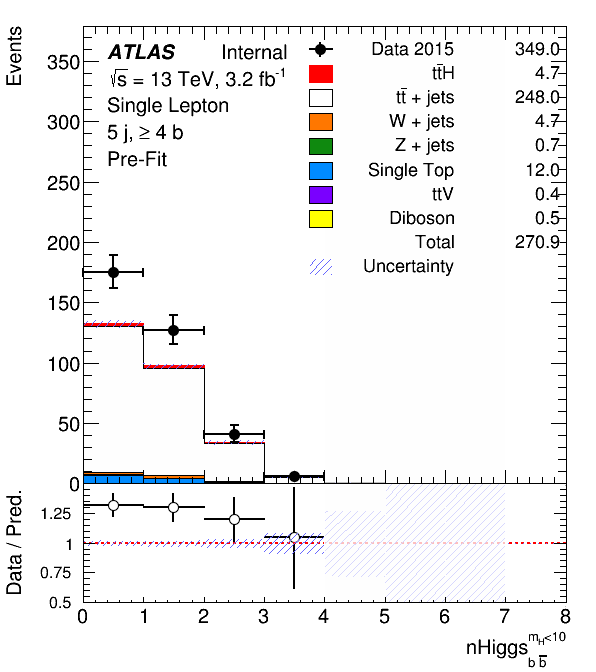 Events
350
300
250
200
150
100
50
0
ATLAS Internal
√s = 13 TeV, 3.2 fb⁻¹
Single Lepton
5 j, ≥ 4 b
Pre-Fit
Data 2015 349.0
tt̄H 4.7
tt̄ + jets 248.0
W + jets 4.7
Z + jets 0.7
Single Top 12.0
ttV 0.4
Diboson 0.5
Total 270.9
Uncertainty
Data / Pred.
1.25
1
0.75
0.5
0 1 2 3 4 5 6 7 8
nHiggs m_H<10 b b̄